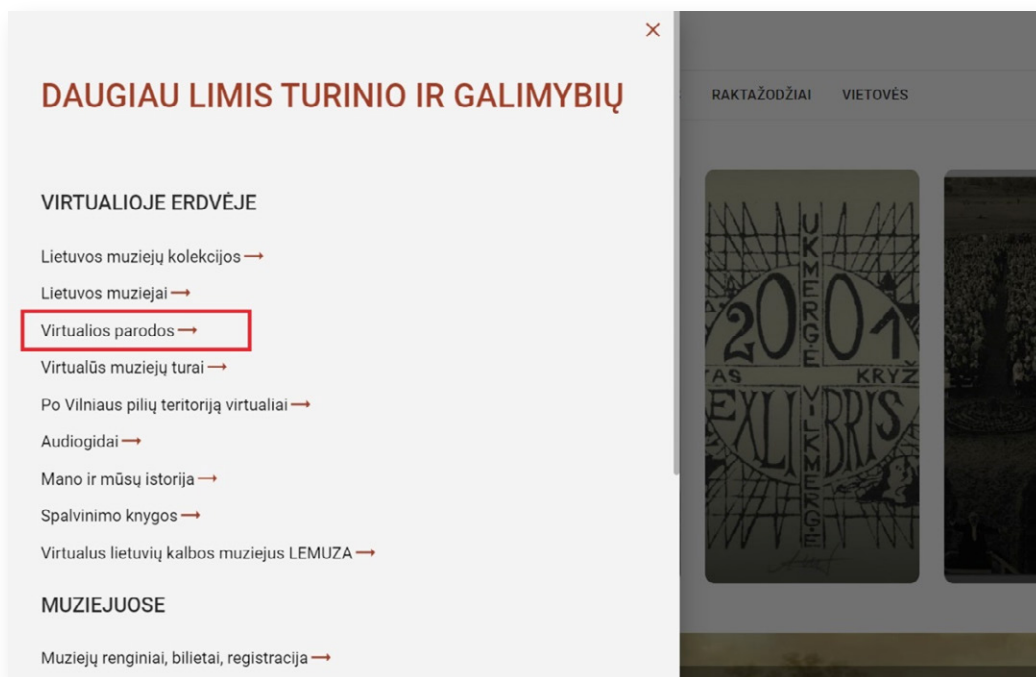 DAUGIAU LIMIS TURINIO IR GALIMYBIŲ
RAKTAŽODŽIAI VIETOVĖS
VIRTUALIOJE ERDVĖJE
Lietuvos muziejų kolekcijos →
Lietuvos muziejai →
Virtualios parodos →
Virtualūs muziejų turai →
Po Vilniaus pilių teritoriją virtualiai →
Audiogidai →
Mano ir mūsų istorija →
Spalvinimo knygos →
Virtualus lietuvių kalbos muziejus LEMUZA →
MUZIEJUOSE
Muziejų renginiai, bilietai, registracija →
UKMERGĖ
2001
KRYŽ
EXLIBRIS
VILKMERGĖ